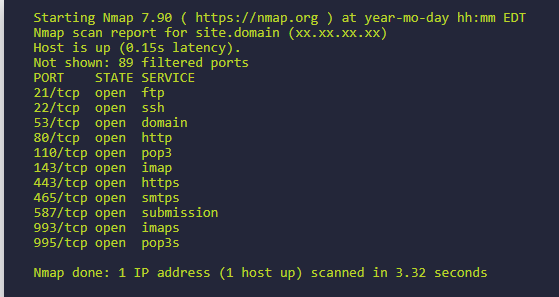 Starting Nmap 7.90 ( https://nmap.org ) at year-mo-day hh:mm EDT
Nmap scan report for site.domain (xx.xx.xx.xx)
Host is up (0.15s latency).
Not shown: 89 filtered ports
PORT    STATE SERVICE
21/tcp  open  ftp
22/tcp  open  ssh
53/tcp  open  domain
80/tcp  open  http
110/tcp open  pop3
143/tcp open  imap
443/tcp open  https
465/tcp open  smtps
587/tcp open  submission
993/tcp open  imaps
995/tcp open  pop3s
Nmap done: 1 IP address (1 host up) scanned in 3.32 seconds